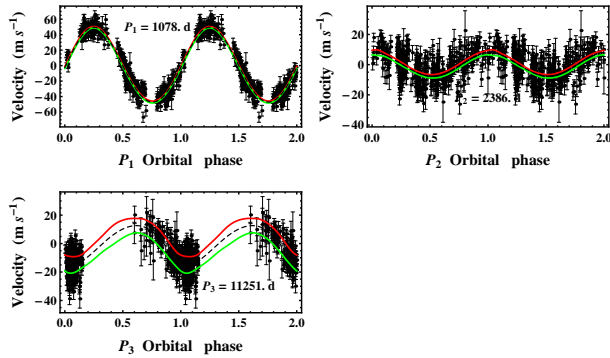 P₁ = 1078. d
Velocity (m s⁻¹)
60
40
20
0
−20
−40
−60
0.0 0.5 1.0 1.5 2.0
P₁ Orbital phase
Velocity (m s⁻¹)
40
20
0
−20
−40
₂ = 2386.
0.0 0.5 1.0 1.5 2.0
P₂ Orbital phase
Velocity (m s⁻¹)
20
0
−20
−40
P₃ = 11251. d
0.0 0.5 1.0 1.5 2.0
P₃ Orbital phase